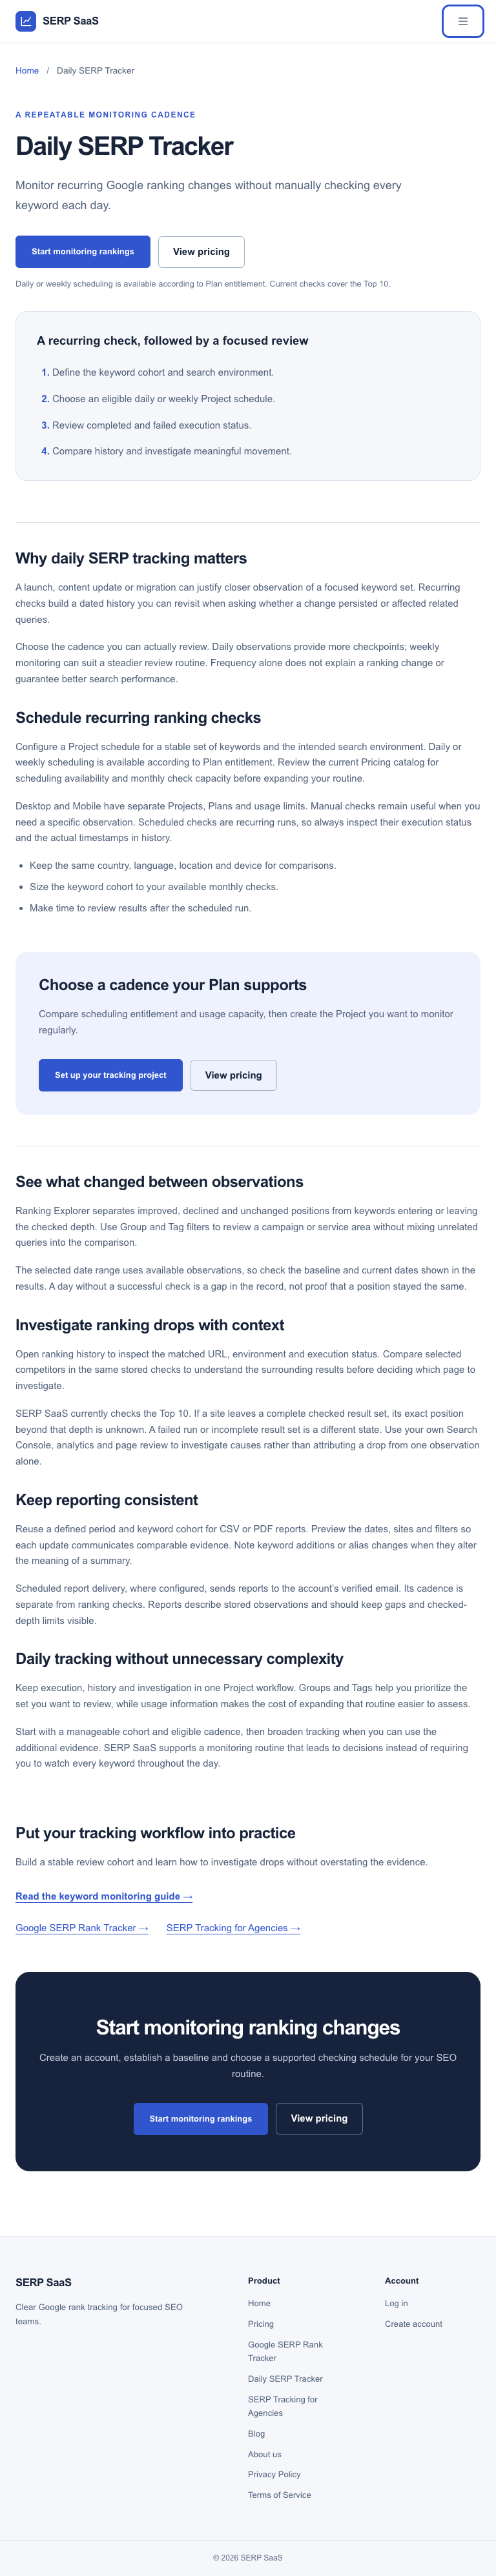 SERP SaaS
Home / Daily SERP Tracker
A REPEATABLE MONITORING CADENCE
Daily SERP Tracker
Monitor recurring Google ranking changes without manually checking every
keyword each day.
Start monitoring rankings
View pricing
Daily or weekly scheduling is available according to Plan entitlement. Current checks cover the Top 10.
A recurring check, followed by a focused review
1. Define the keyword cohort and search environment.
2. Choose an eligible daily or weekly Project schedule.
3. Review completed and failed execution status.
4. Compare history and investigate meaningful movement.
Why daily SERP tracking matters
A launch, content update or migration can justify closer observation of a focused keyword set. Recurring
checks build a dated history you can revisit when asking whether a change persisted or affected related
queries.
Choose the cadence you can actually review. Daily observations provide more checkpoints; weekly
monitoring can suit a steadier review routine. Frequency alone does not explain a ranking change or
guarantee better search performance.
Schedule recurring ranking checks
Configure a Project schedule for a stable set of keywords and the intended search environment. Daily or
weekly scheduling is available according to Plan entitlement. Review the current Pricing catalog for
scheduling availability and monthly check capacity before expanding your routine.
Desktop and Mobile have separate Projects, Plans and usage limits. Manual checks remain useful when you
need a specific observation. Scheduled checks are recurring runs, so always inspect their execution status
and the actual timestamps in history.
• Keep the same country, language, location and device for comparisons.
• Size the keyword cohort to your available monthly checks.
• Make time to review results after the scheduled run.
Choose a cadence your Plan supports
Compare scheduling entitlement and usage capacity, then create the Project you want to monitor
regularly.
Set up your tracking project
View pricing
See what changed between observations
Ranking Explorer separates improved, declined and unchanged positions from keywords entering or leaving
the checked depth. Use Group and Tag filters to review a campaign or service area without mixing unrelated
queries into the comparison.
The selected date range uses available observations, so check the baseline and current dates shown in the
results. A day without a successful check is a gap in the record, not proof that a position stayed the same.
Investigate ranking drops with context
Open ranking history to inspect the matched URL, environment and execution status. Compare selected
competitors in the same stored checks to understand the surrounding results before deciding which page to
investigate.
SERP SaaS currently checks the Top 10. If a site leaves a complete checked result set, its exact position
beyond that depth is unknown. A failed run or incomplete result set is a different state. Use your own Search
Console, analytics and page review to investigate causes rather than attributing a drop from one observation
alone.
Keep reporting consistent
Reuse a defined period and keyword cohort for CSV or PDF reports. Preview the dates, sites and filters so
each update communicates comparable evidence. Note keyword additions or alias changes when they alter
the meaning of a summary.
Scheduled report delivery, where configured, sends reports to the account's verified email. Its cadence is
separate from ranking checks. Reports describe stored observations and should keep gaps and checked-
depth limits visible.
Daily tracking without unnecessary complexity
Keep execution, history and investigation in one Project workflow. Groups and Tags help you prioritize the
set you want to review, while usage information makes the cost of expanding that routine easier to assess.
Start with a manageable cohort and eligible cadence, then broaden tracking when you can use the
additional evidence. SERP SaaS supports a monitoring routine that leads to decisions instead of requiring
you to watch every keyword throughout the day.
Put your tracking workflow into practice
Build a stable review cohort and learn how to investigate drops without overstating the evidence.
Read the keyword monitoring guide →
Google SERP Rank Tracker → SERP Tracking for Agencies →
Start monitoring ranking changes
Create an account, establish a baseline and choose a supported checking schedule for your SEO
routine.
Start monitoring rankings
View pricing
SERP SaaS
Clear Google rank tracking for focused SEO
teams.
Product
Home
Pricing
Google SERP Rank
Tracker
Daily SERP Tracker
SERP Tracking for
Agencies
Blog
About us
Privacy Policy
Terms of Service
Account
Log in
Create account
© 2026 SERP SaaS